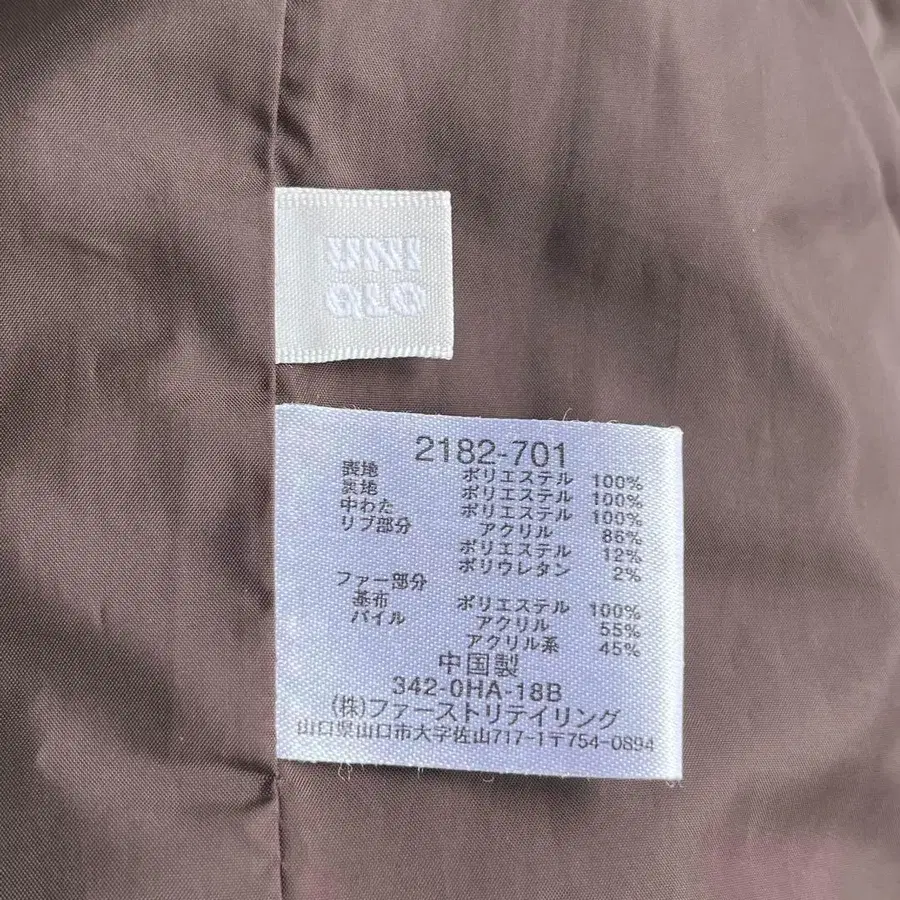 2182-701
表地 ポリエステル 100%
裏地 ポリエステル 100%
中わた ポリエステル 100%
リブ部分 アクリル 86%
ポリエステル 12%
ポリウレタン 2%
ファー部分
基布 ポリエステル 100%
パイル アクリル 55%
アクリル系 45%
中国製
342-0HA-18B
(株)ファーストリテイリング
山口県山口市大字佐山717-1〒754-0894